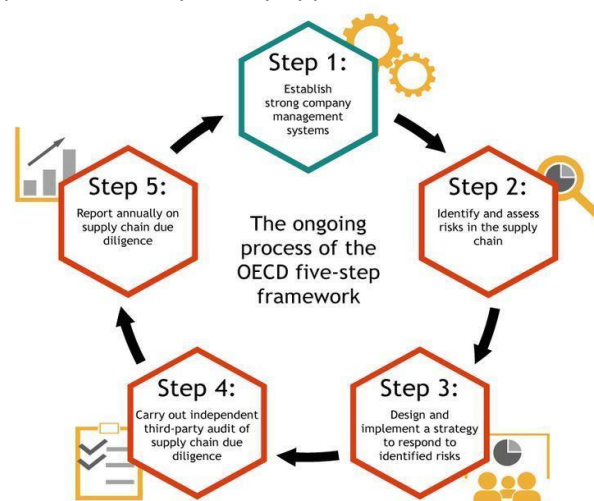 Step 1:
Establish
strong company
management
systems
Step 2:
Identify and assess
risks in the supply
chain
Step 3:
Design and
implement a strategy
to respond to
identified risks
Step 4:
Carry out independent
third-party audit of
supply chain due
diligence
Step 5:
Report annually on
supply chain due
diligence
The ongoing
process of the
OECD five-step
framework